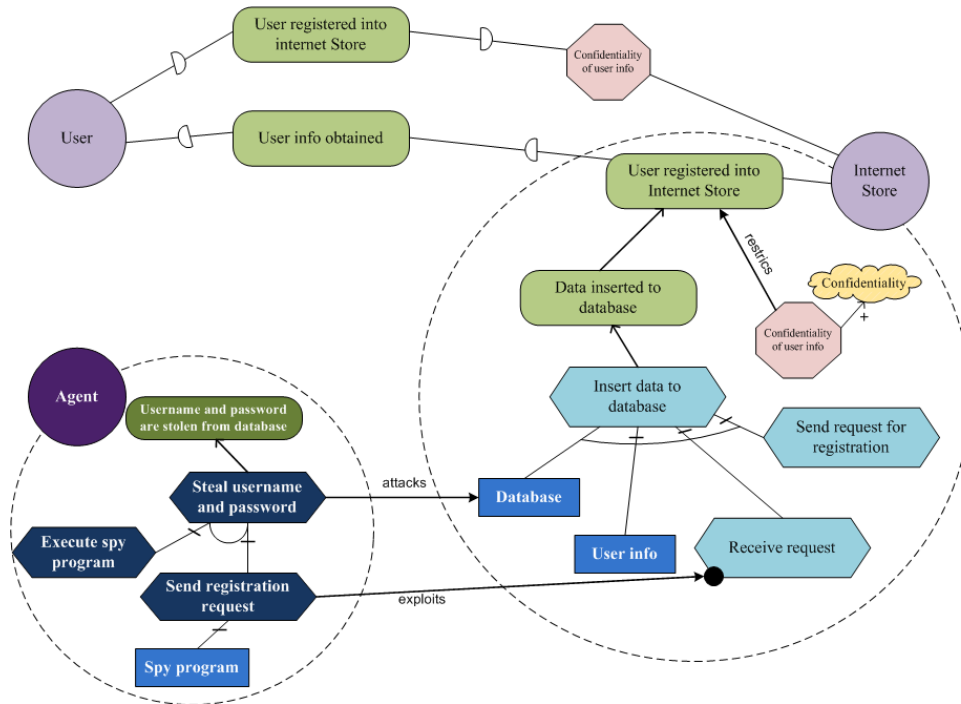 User registered into
internet Store
Confidentiality
of user info
User
User info obtained
User registered into
Internet Store
Internet
Store
restrics
Data inserted to
database
Confidentiality
+
Confidentiality
of user info
Agent
Insert data to
database
Username and password
are stolen from database
Send request for
registration
Steal username
and password
attacks
Database
Execute spy
program
User info
Receive request
Send registration
request
exploits
Spy program